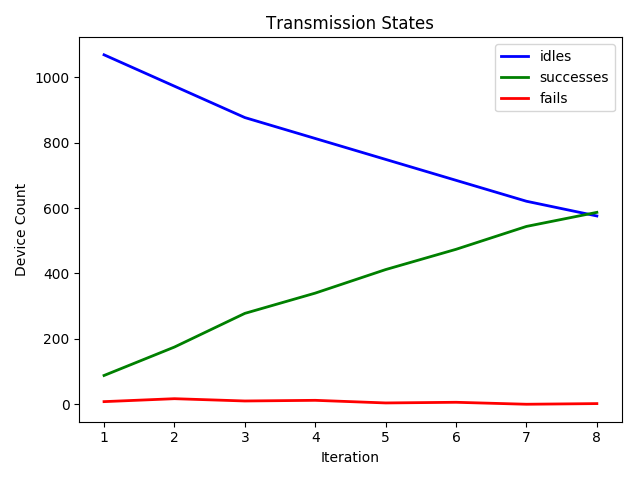 Transmission States
idles
successes
fails
Device Count
1000
800
600
400
200
0
1 2 3 4 5 6 7 8
Iteration